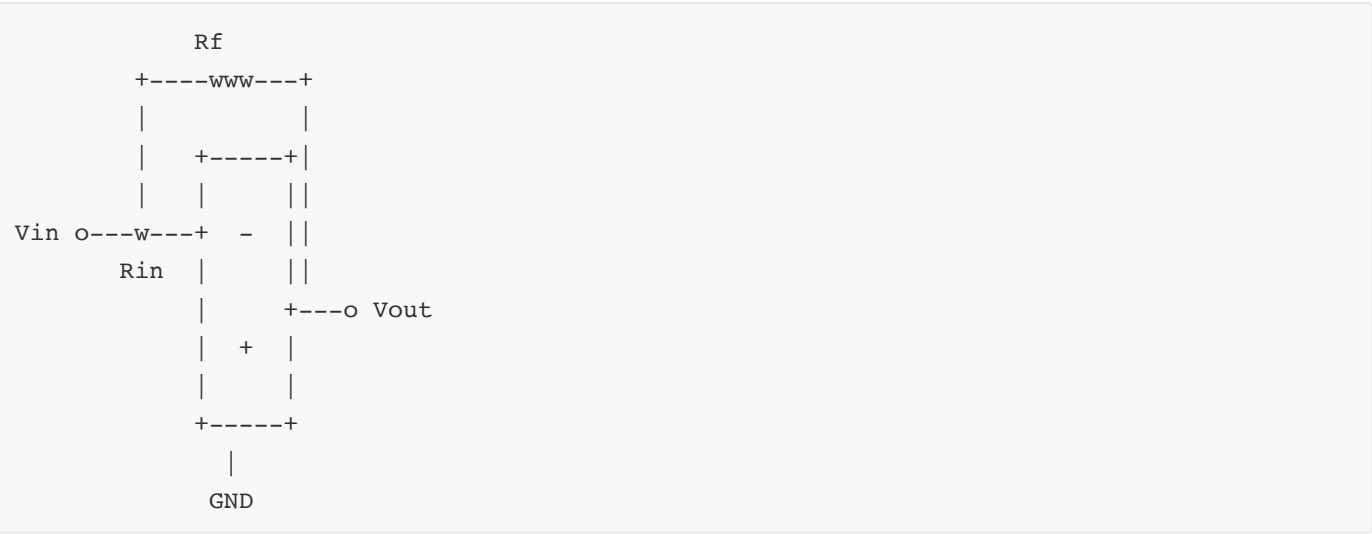 Rf
        +----www---+
        |          |
        |   +-----+|
        |   |     ||
Vin o---w---+  -  ||
       Rin  |     ||
            |     +---o Vout
            |  +  |
            |     |
            +-----+
              |
             GND